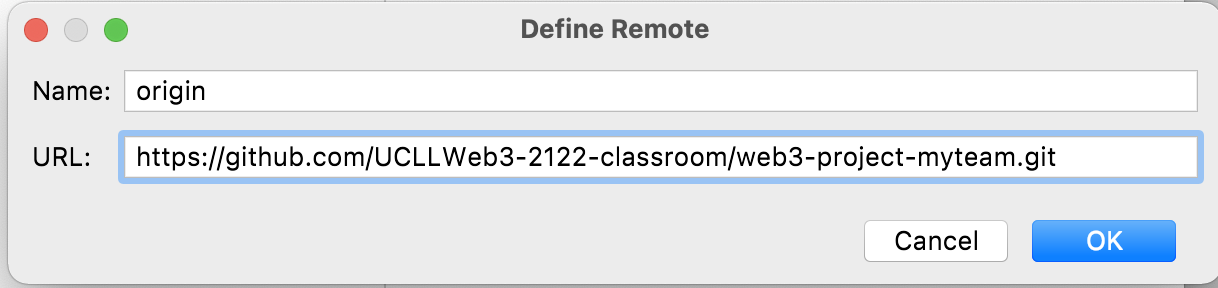 Define Remote
Name: origin
URL: https://github.com/UCLLWeb3-2122-classroom/web3-project-myteam.git
Cancel OK